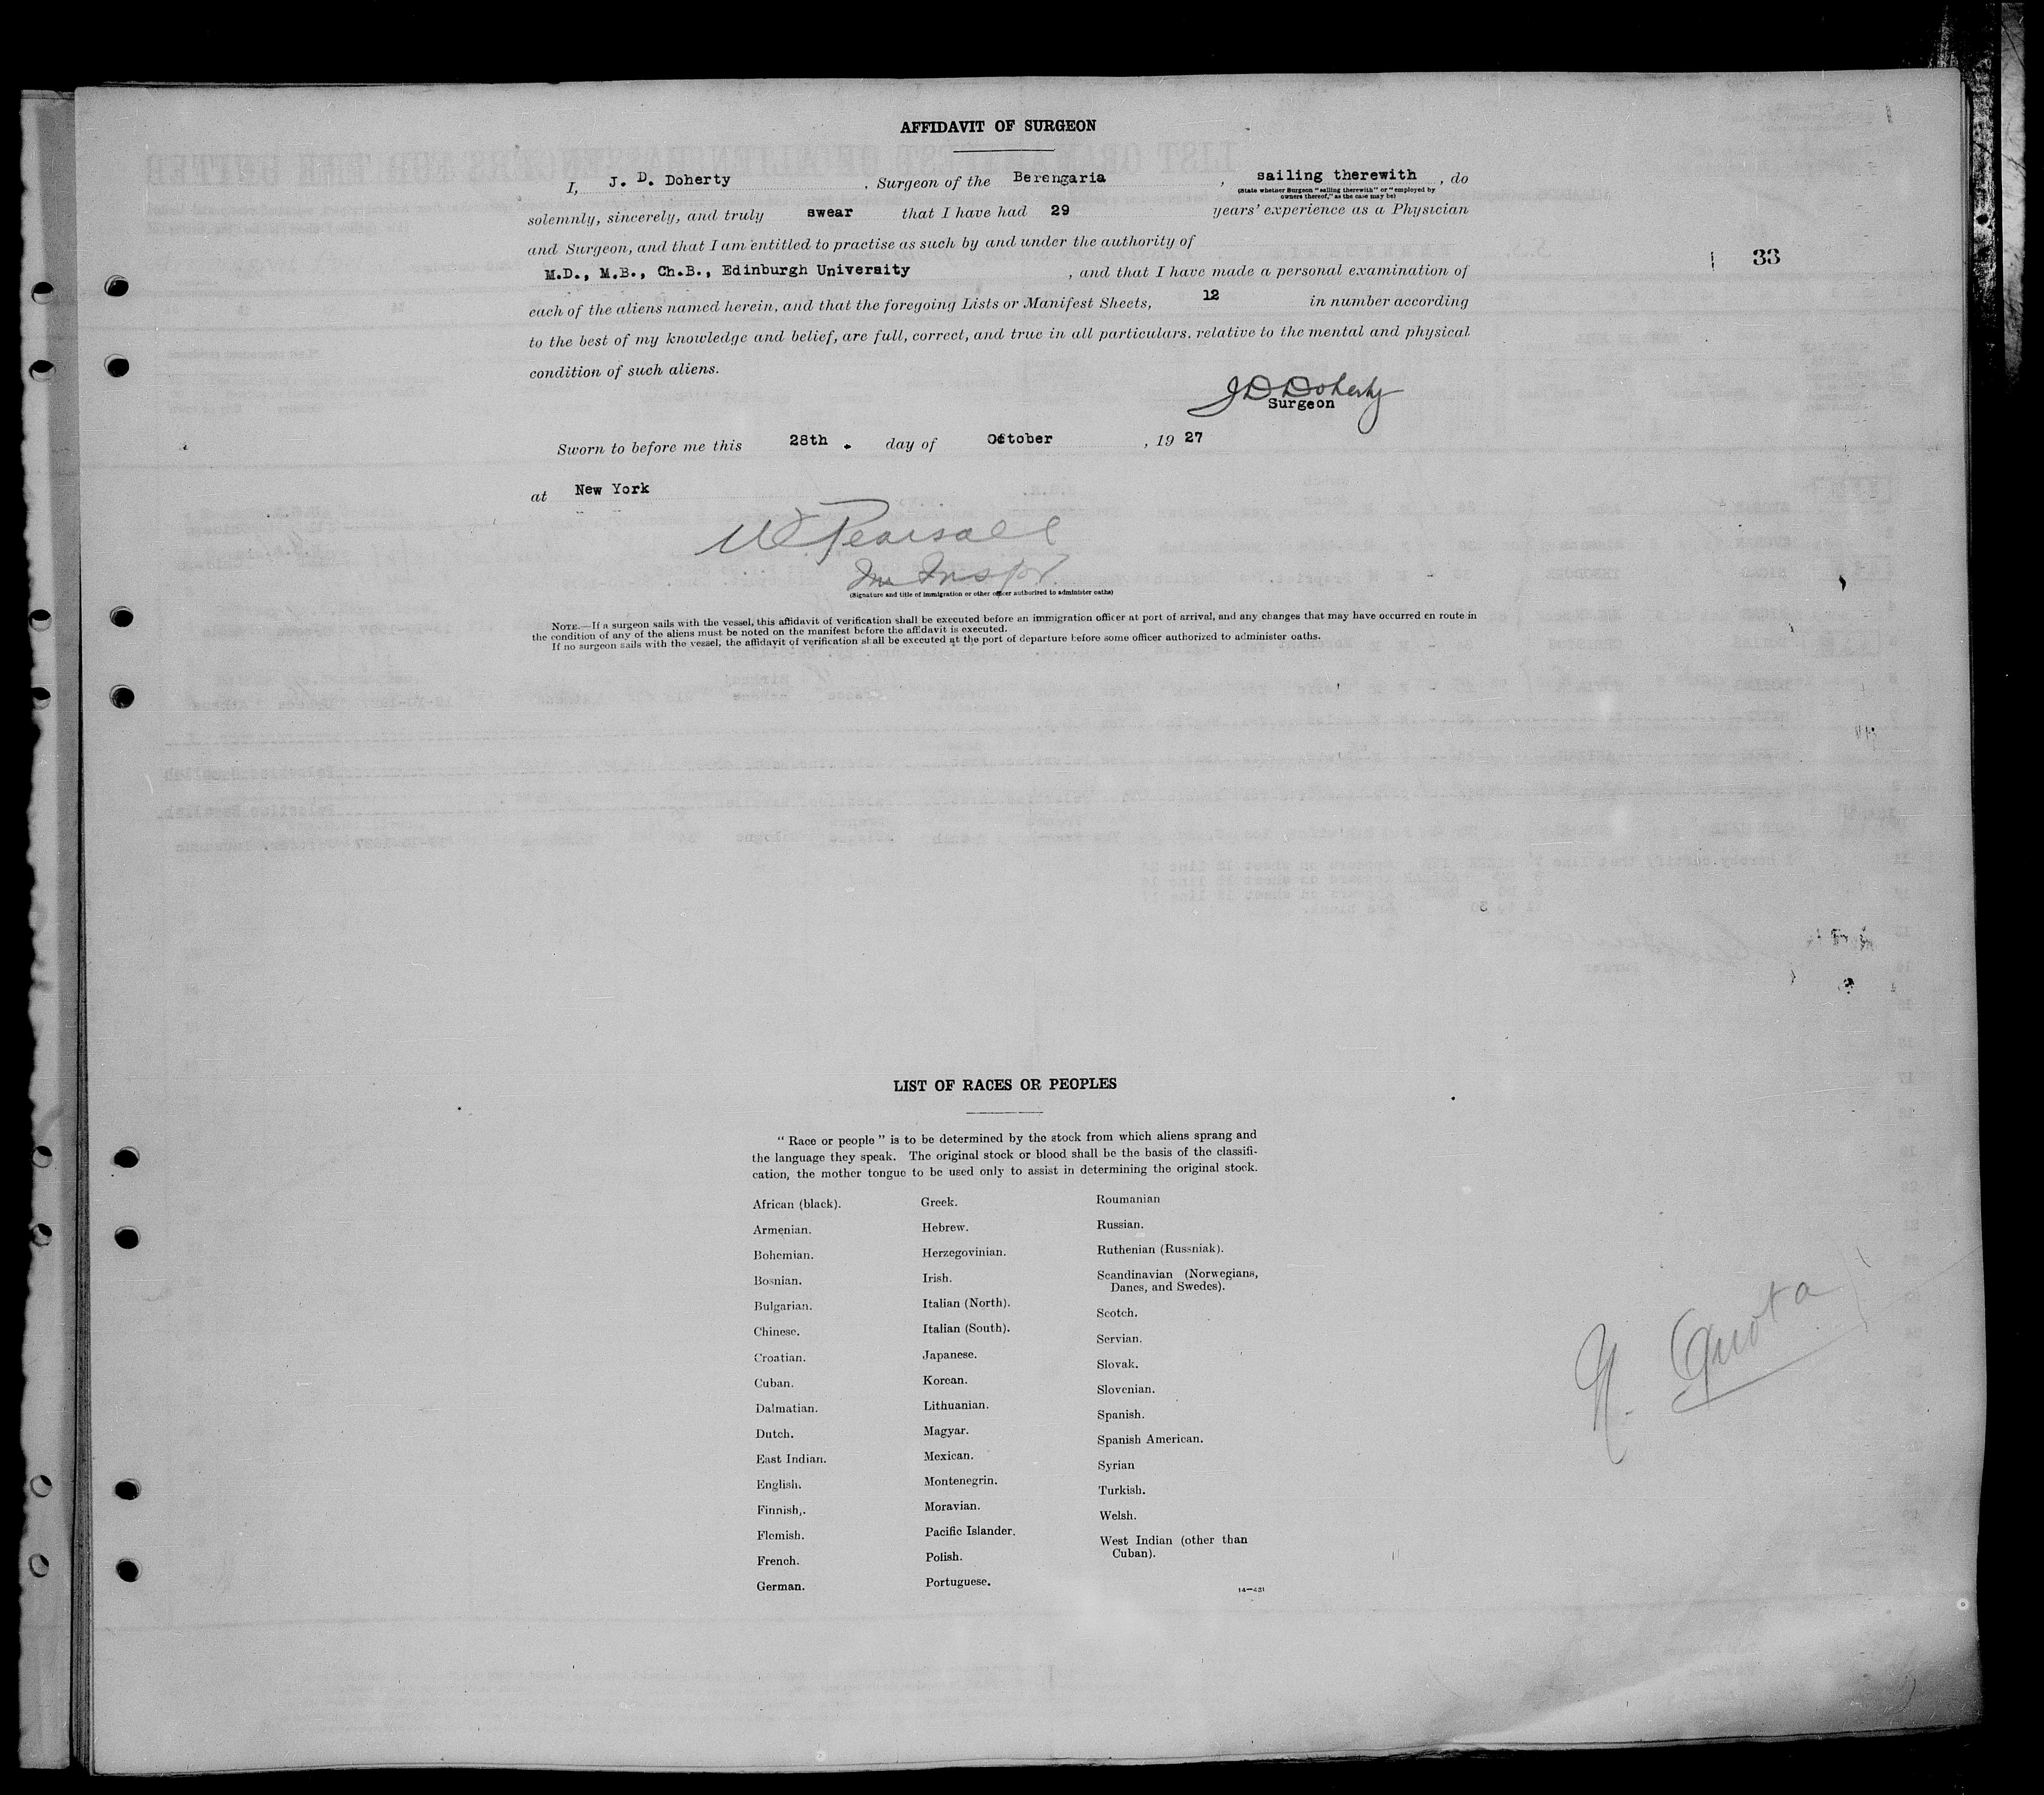 AFFIDAVIT OF SURGEON
I, J. D. Doherty , Surgeon of the Berengaria , sailing therewith , do
(State whether Surgeon "sailing therewith" or "employed by
owners thereof," as the case may be)
solemnly, sincerely, and truly swear that I have had 29 years' experience as a Physician
and Surgeon, and that I am entitled to practise as such by and under the authority of
33
M.D., M.B., Ch.B., Edinburgh University , and that I have made a personal examination of
each of the aliens named herein, and that the foregoing Lists or Manifest Sheets, 12 in number according
to the best of my knowledge and belief, are full, correct, and true in all particulars, relative to the mental and physical
condition of such aliens.
J D Doherty
Surgeon
Sworn to before me this 28th day of October , 19 27
at New York
Pearsall
Im Inspr
(Signature and title of immigration or other officer authorized to administer oaths)
NOTE.—If a surgeon sails with the vessel, this affidavit of verification shall be executed before an immigration officer at port of arrival, and any changes that may have occurred en route in
the condition of any of the aliens must be noted on the manifest before the affidavit is executed.
If no surgeon sails with the vessel, the affidavit of verification shall be executed at the port of departure before some officer authorized to administer oaths.
LIST OF RACES OR PEOPLES
"Race or people" is to be determined by the stock from which aliens sprang and
the language they speak. The original stock or blood shall be the basis of the classifi-
cation, the mother tongue to be used only to assist in determining the original stock.
African (black).
Armenian.
Bohemian.
Bosnian.
Bulgarian.
Chinese.
Croatian.
Cuban.
Dalmatian.
Dutch.
East Indian.
English.
Finnish,.
Flemish.
French.
German.
Greek.
Hebrew.
Herzegovinian.
Irish.
Italian (North).
Italian (South).
Japanese.
Korean.
Lithuanian.
Magyar.
Mexican.
Montenegrin.
Moravian.
Pacific Islander.
Polish.
Portuguese.
Roumanian
Russian.
Ruthenian (Russniak).
Scandinavian (Norwegians,
Danes, and Swedes).
Scotch.
Servian.
Slovak.
Slovenian.
Spanish.
Spanish American.
Syrian
Turkish.
Welsh.
West Indian (other than
Cuban).
14—431
N. Quota